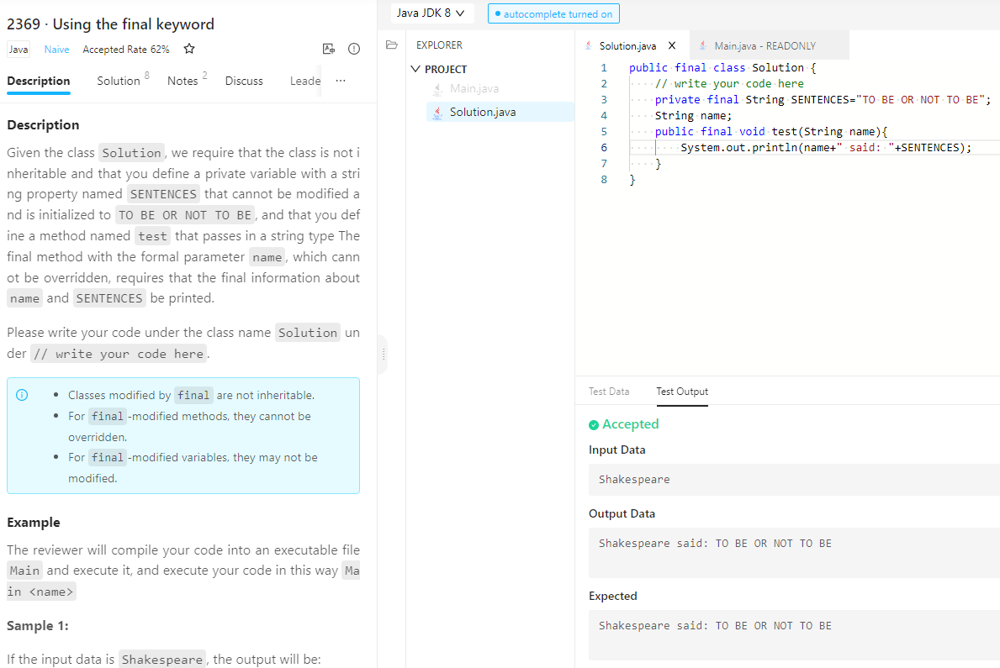 2369 · Using the final keyword
Java Naive Accepted Rate 62%
Description Solution 8 Notes 2 Discuss Leade ···
Description
Given the class Solution, we require that the class is not i
nheritable and that you define a private variable with a stri
ng property named SENTENCES that cannot be modified a
nd is initialized to TO BE OR NOT TO BE, and that you def
ine a method named test that passes in a string type The
final method with the formal parameter name, which cann
ot be overridden, requires that the final information about
name and SENTENCES be printed.
Please write your code under the class name Solution un
der // write your code here.
• Classes modified by final are not inheritable.
• For final-modified methods, they cannot be
overridden.
• For final-modified variables, they may not be
modified.
Example
The reviewer will compile your code into an executable file
Main and execute it, and execute your code in this way Ma
in <name>
Sample 1:
If the input data is Shakespeare, the output will be:
Java JDK 8
autocomplete turned on
EXPLORER
PROJECT
Main.java
Solution.java
Solution.java X Main.java - READONLY
1 public final class Solution {
2 // write your code here
3 private final String SENTENCES="TO BE OR NOT TO BE";
4 String name;
5 public final void test(String name){
6 System.out.println(name+" said: "+SENTENCES);
7 }
8 }
Test Data Test Output
Accepted
Input Data
Shakespeare
Output Data
Shakespeare said: TO BE OR NOT TO BE
Expected
Shakespeare said: TO BE OR NOT TO BE